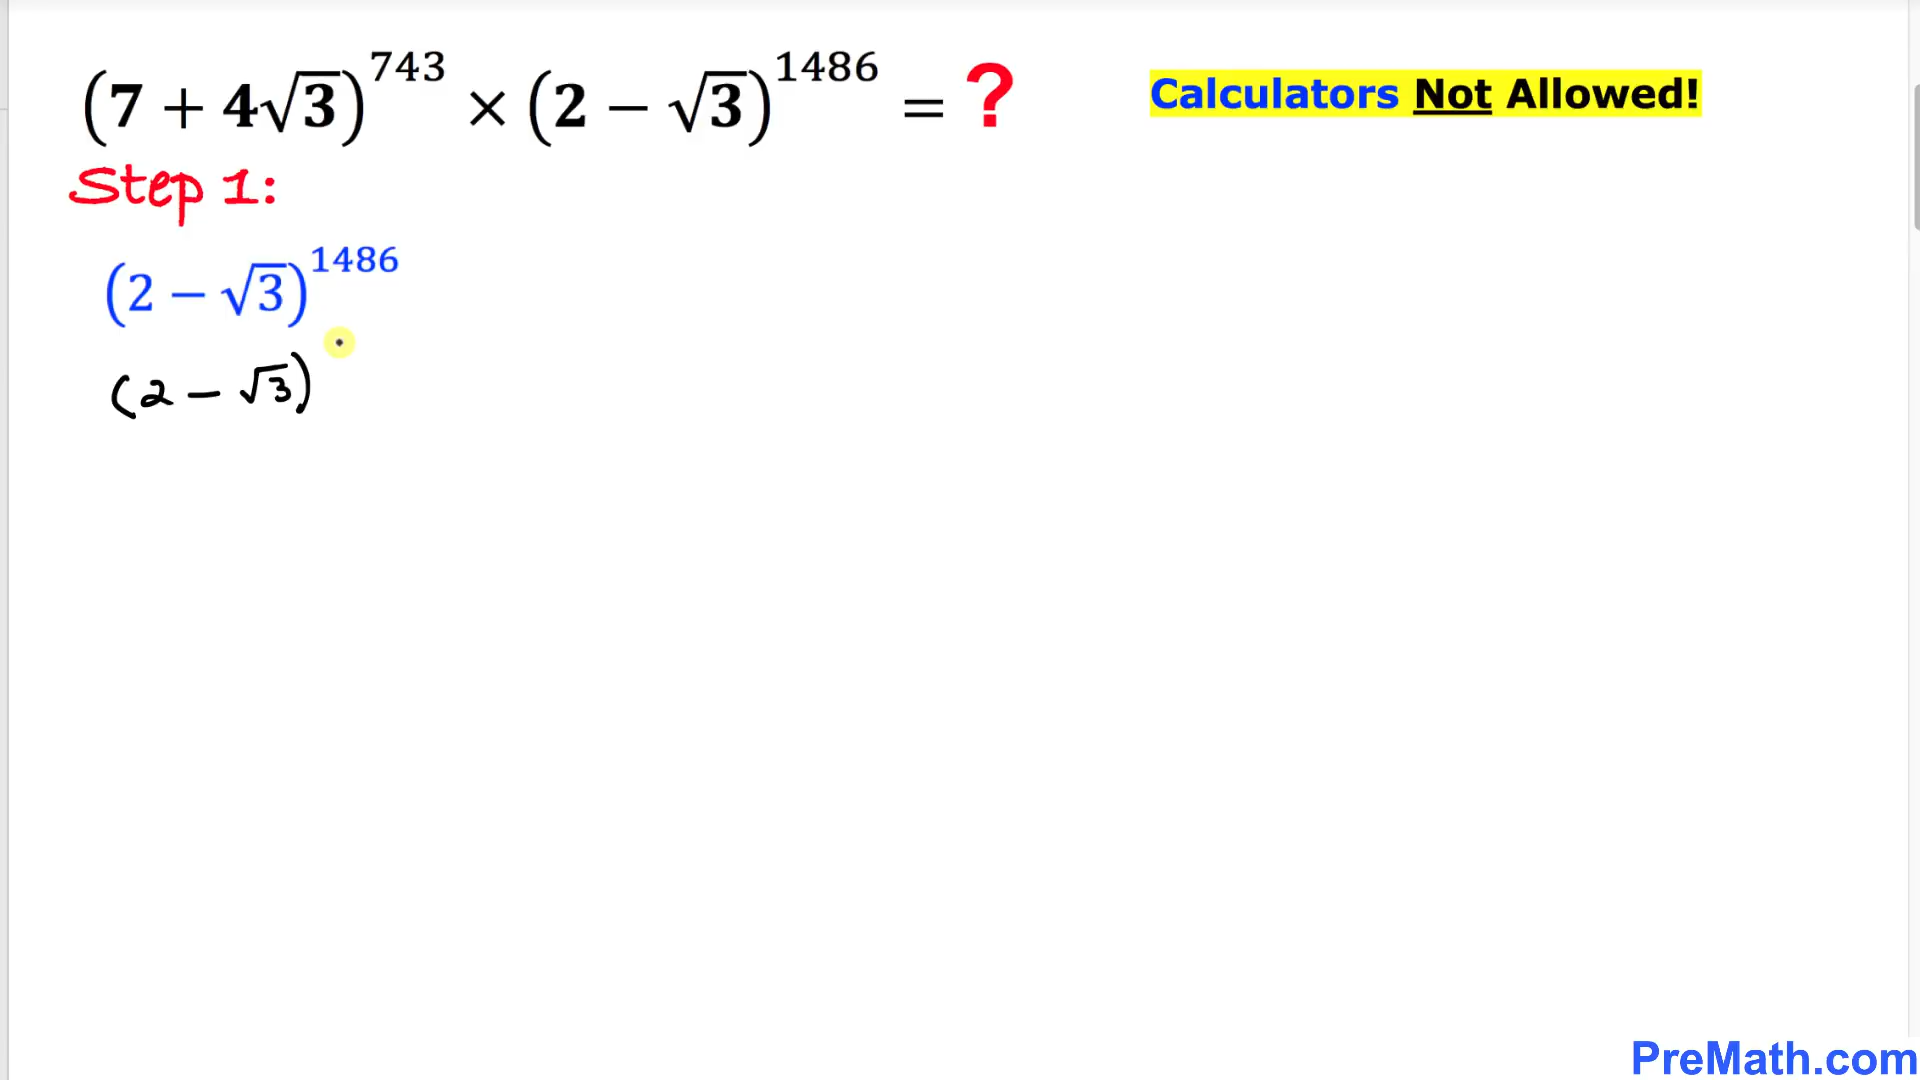 (7 + 4√3)^743 × (2 − √3)^1486 = ?
Calculators Not Allowed!
Step 1:
(2 − √3)^1486
(2 − √3)
PreMath.com